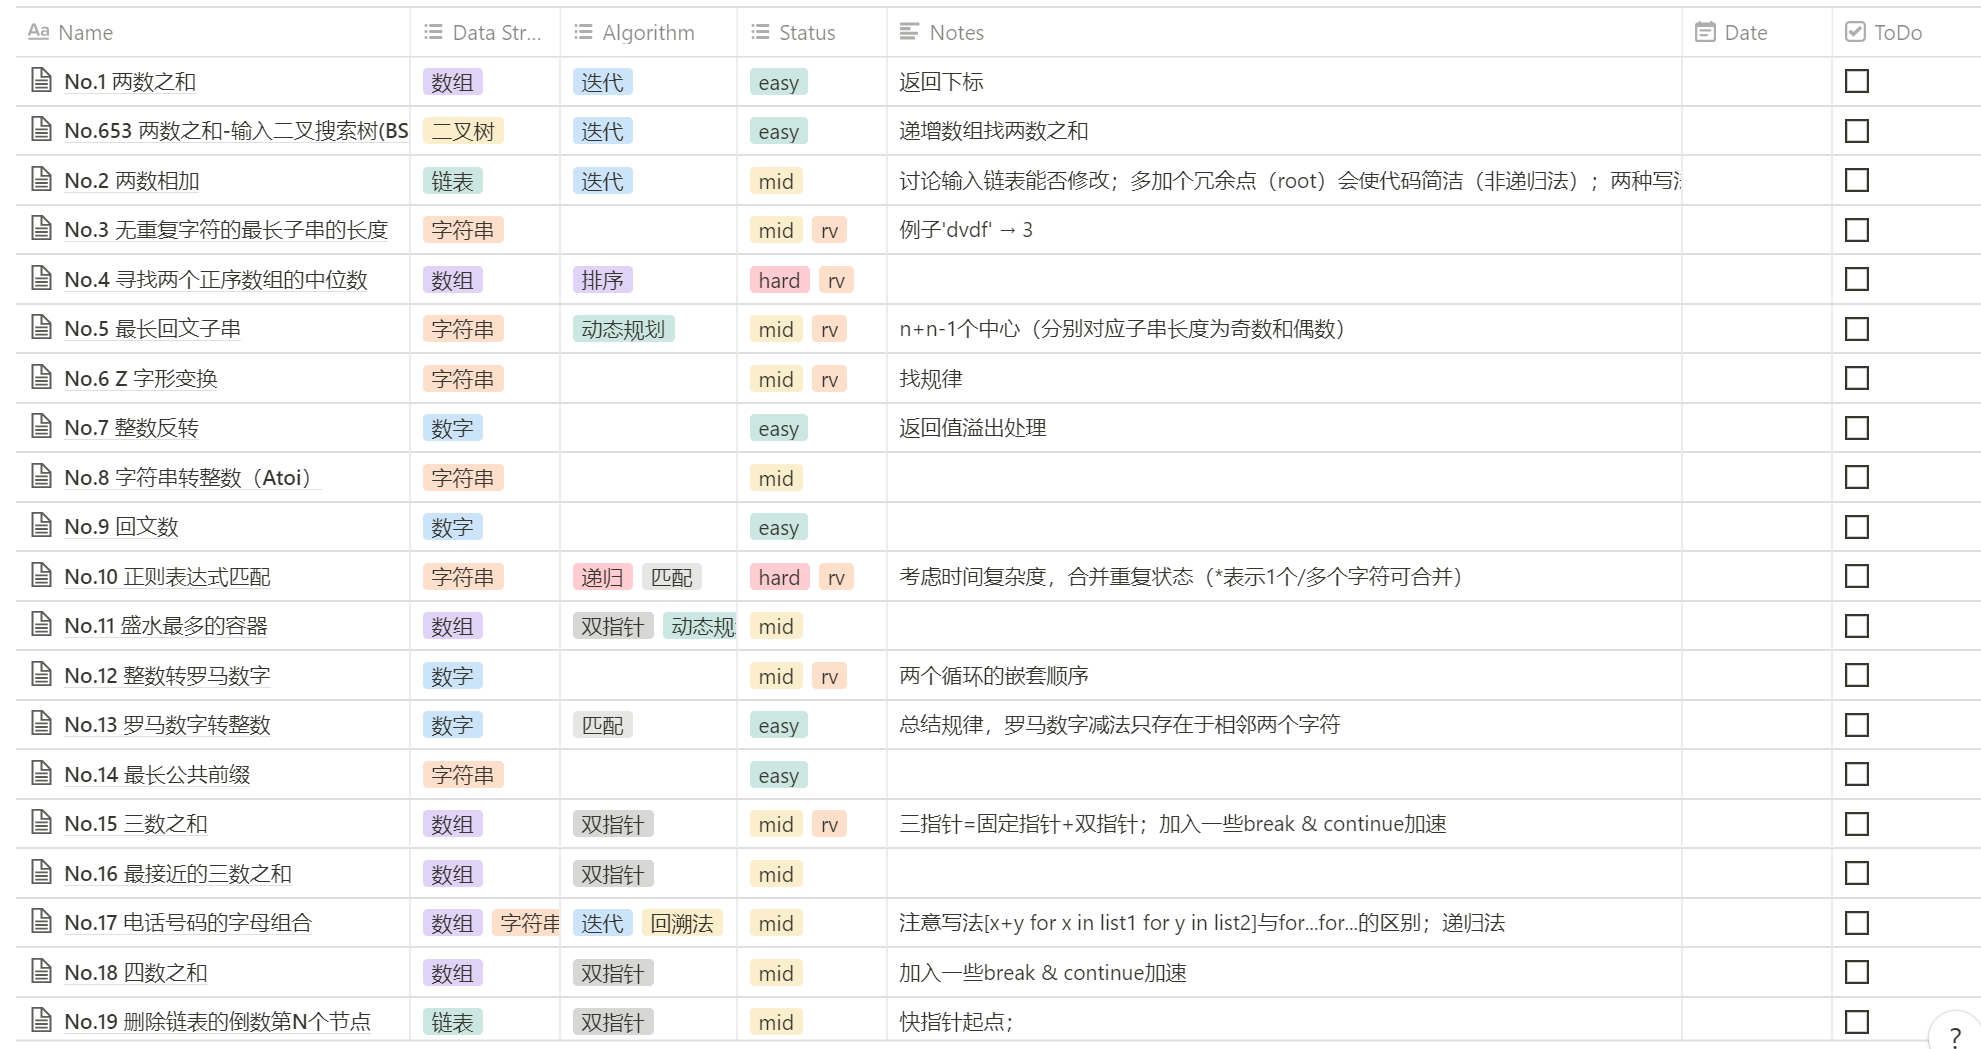 Aa Name Data Str... Algorithm Status Notes Date ToDo
No.1 两数之和 数组 迭代 easy 返回下标
No.653 两数之和-输入二叉搜索树(BS 二叉树 迭代 easy 递增数组找两数之和
No.2 两数相加 链表 迭代 mid 讨论输入链表能否修改；多加个冗余点（root）会使代码简洁（非递归法）；两种写
No.3 无重复字符的最长子串的长度 字符串 mid rv 例子'dvdf' → 3
No.4 寻找两个正序数组的中位数 数组 排序 hard rv
No.5 最长回文子串 字符串 动态规划 mid rv n+n-1个中心（分别对应子串长度为奇数和偶数）
No.6 Z 字形变换 字符串 mid rv 找规律
No.7 整数反转 数字 easy 返回值溢出处理
No.8 字符串转整数（Atoi） 字符串 mid
No.9 回文数 数字 easy
No.10 正则表达式匹配 字符串 递归 匹配 hard rv 考虑时间复杂度，合并重复状态（*表示1个/多个字符可合并）
No.11 盛水最多的容器 数组 双指针 动态规 mid
No.12 整数转罗马数字 数字 mid rv 两个循环的嵌套顺序
No.13 罗马数字转整数 数字 匹配 easy 总结规律，罗马数字减法只存在于相邻两个字符
No.14 最长公共前缀 字符串 easy
No.15 三数之和 数组 双指针 mid rv 三指针=固定指针+双指针；加入一些break & continue加速
No.16 最接近的三数之和 数组 双指针 mid
No.17 电话号码的字母组合 数组 字符串 迭代 回溯法 mid 注意写法[x+y for x in list1 for y in list2]与for...for...的区别；递归法
No.18 四数之和 数组 双指针 mid 加入一些break & continue加速
No.19 删除链表的倒数第N个节点 链表 双指针 mid 快指针起点；
?